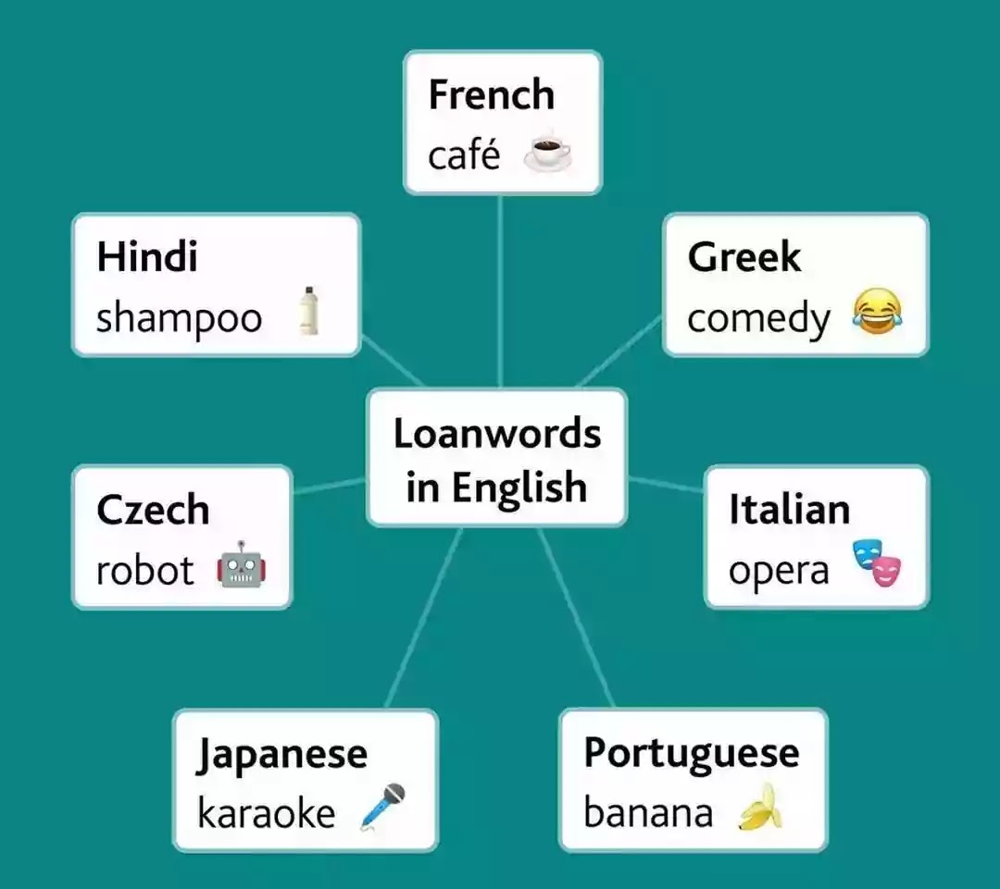 French
café
Hindi
shampoo
Greek
comedy
Loanwords
in English
Czech
robot
Italian
opera
Japanese
karaoke
Portuguese
banana